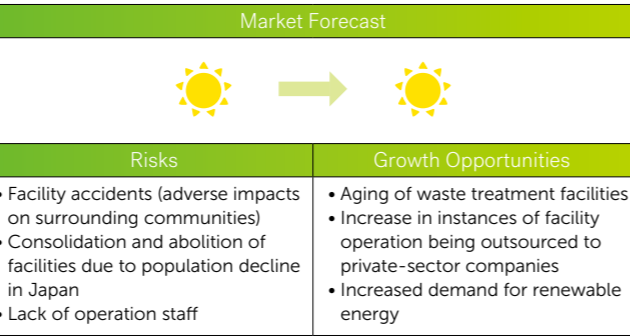 Market Forecast
Risks
• Facility accidents (adverse impacts
on surrounding communities)
• Consolidation and abolition of
facilities due to population decline
in Japan
• Lack of operation staff
Growth Opportunities
• Aging of waste treatment facilities
• Increase in instances of facility
operation being outsourced to
private-sector companies
• Increased demand for renewable
energy